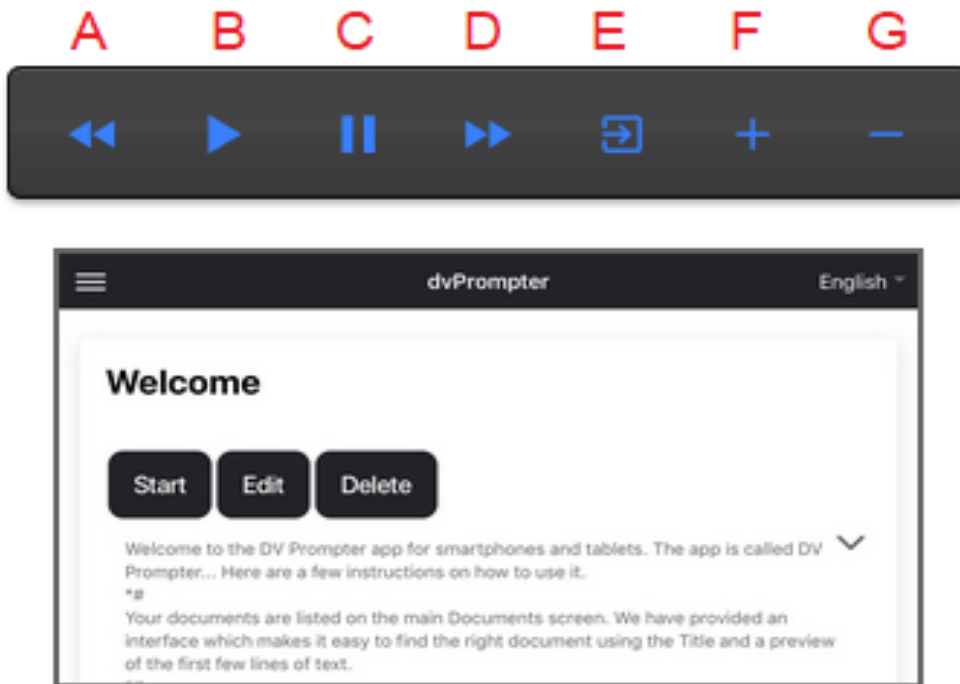 A B C D E F G
dvPrompter English
Welcome
Start Edit Delete
Welcome to the DV Prompter app for smartphones and tablets. The app is called DV
Prompter... Here are a few instructions on how to use it.
*#
Your documents are listed on the main Documents screen. We have provided an
interface which makes it easy to find the right document using the Title and a preview
of the first few lines of text.